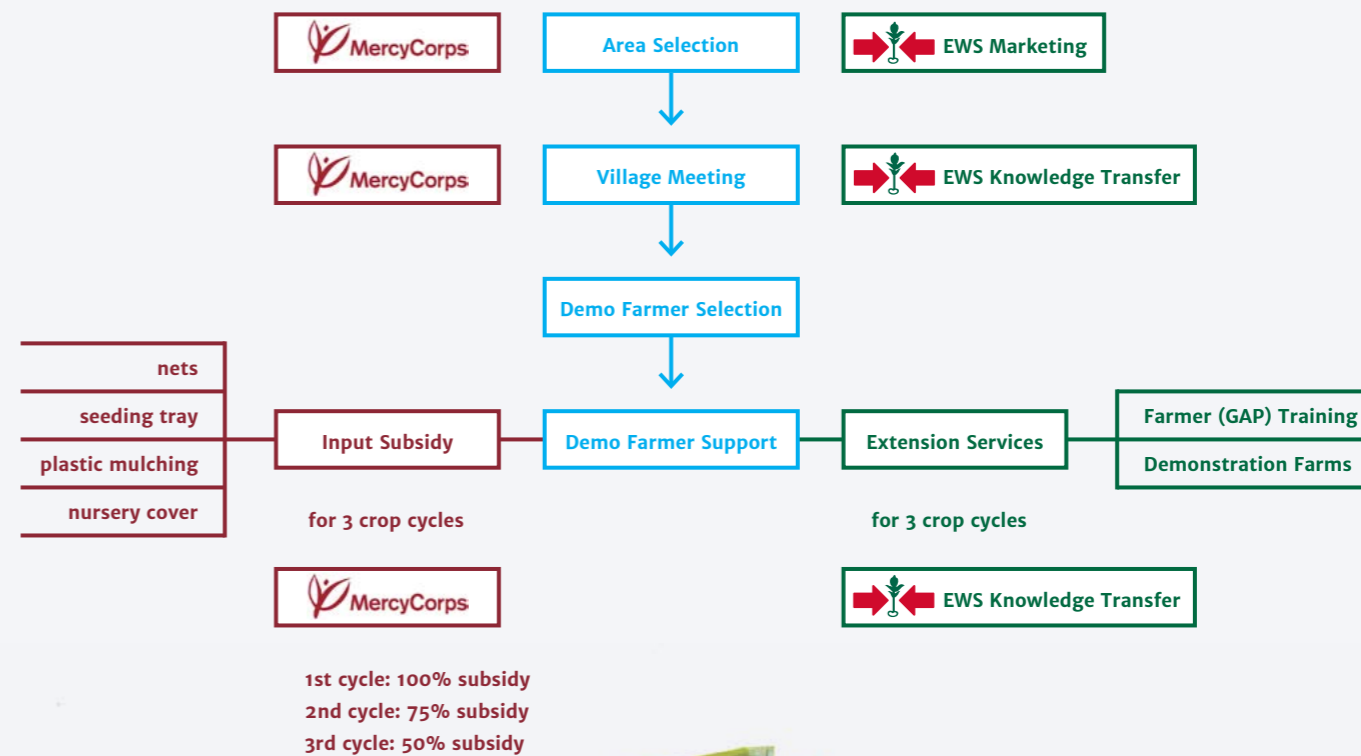 MercyCorps
Area Selection
EWS Marketing
MercyCorps
Village Meeting
EWS Knowledge Transfer
Demo Farmer Selection
nets
seeding tray
plastic mulching
nursery cover
Input Subsidy
Demo Farmer Support
Extension Services
Farmer (GAP) Training
Demonstration Farms
for 3 crop cycles
for 3 crop cycles
MercyCorps
EWS Knowledge Transfer
1st cycle: 100% subsidy
2nd cycle: 75% subsidy
3rd cycle: 50% subsidy